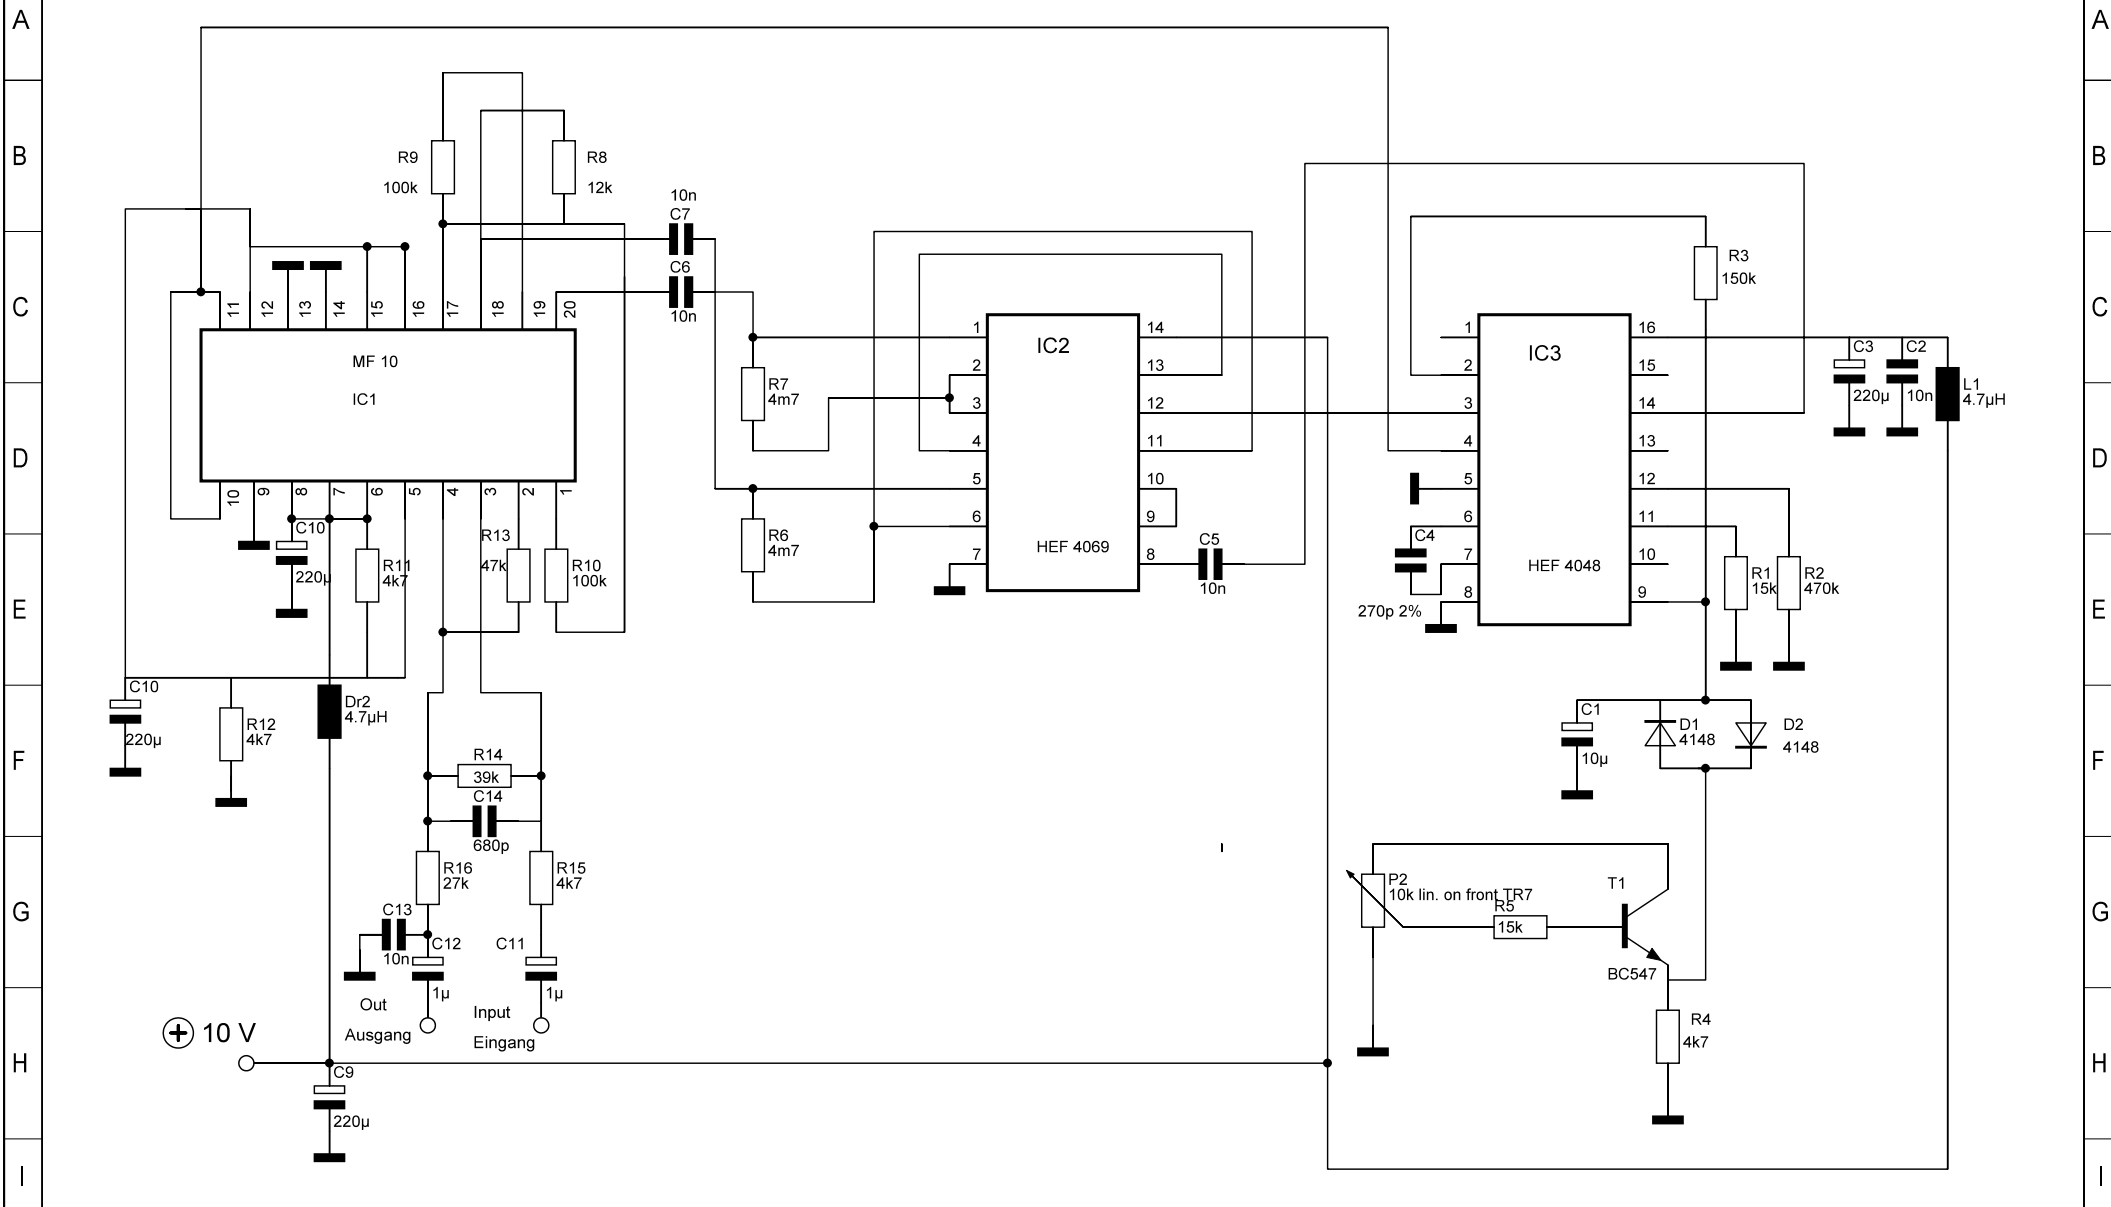 A
A
B
B
C
C
D
D
E
E
F
F
G
G
H
H
I
I
R9
100k
R8
12k
10n
C7
C6
10n
11
12
13
14
15
16
17
18
19
20
MF 10
IC1
10
9
8
7
6
5
4
3
2
1
C10
220µ
R11
4k7
R13
47k
R10
100k
C10
220µ
R12
4k7
Dr2
4.7µH
R14
39k
C14
680p
R16
27k
R15
4k7
C13
10n
C12
1µ
C11
1µ
Out
Ausgang
Input
Eingang
+ 10 V
C9
220µ
R7
4m7
R6
4m7
1
2
3
4
5
6
7
IC2
HEF 4069
14
13
12
11
10
9
8
C5
10n
R3
150k
1
2
3
4
5
6
7
8
IC3
HEF 4048
16
15
14
13
12
11
10
9
C4
270p 2%
C3
220µ
C2
10n
L1
4.7µH
R1
15k
R2
470k
C1
10µ
D1
4148
D2
4148
P2
10k lin. on front TR7
R5
15k
T1
BC547
R4
4k7